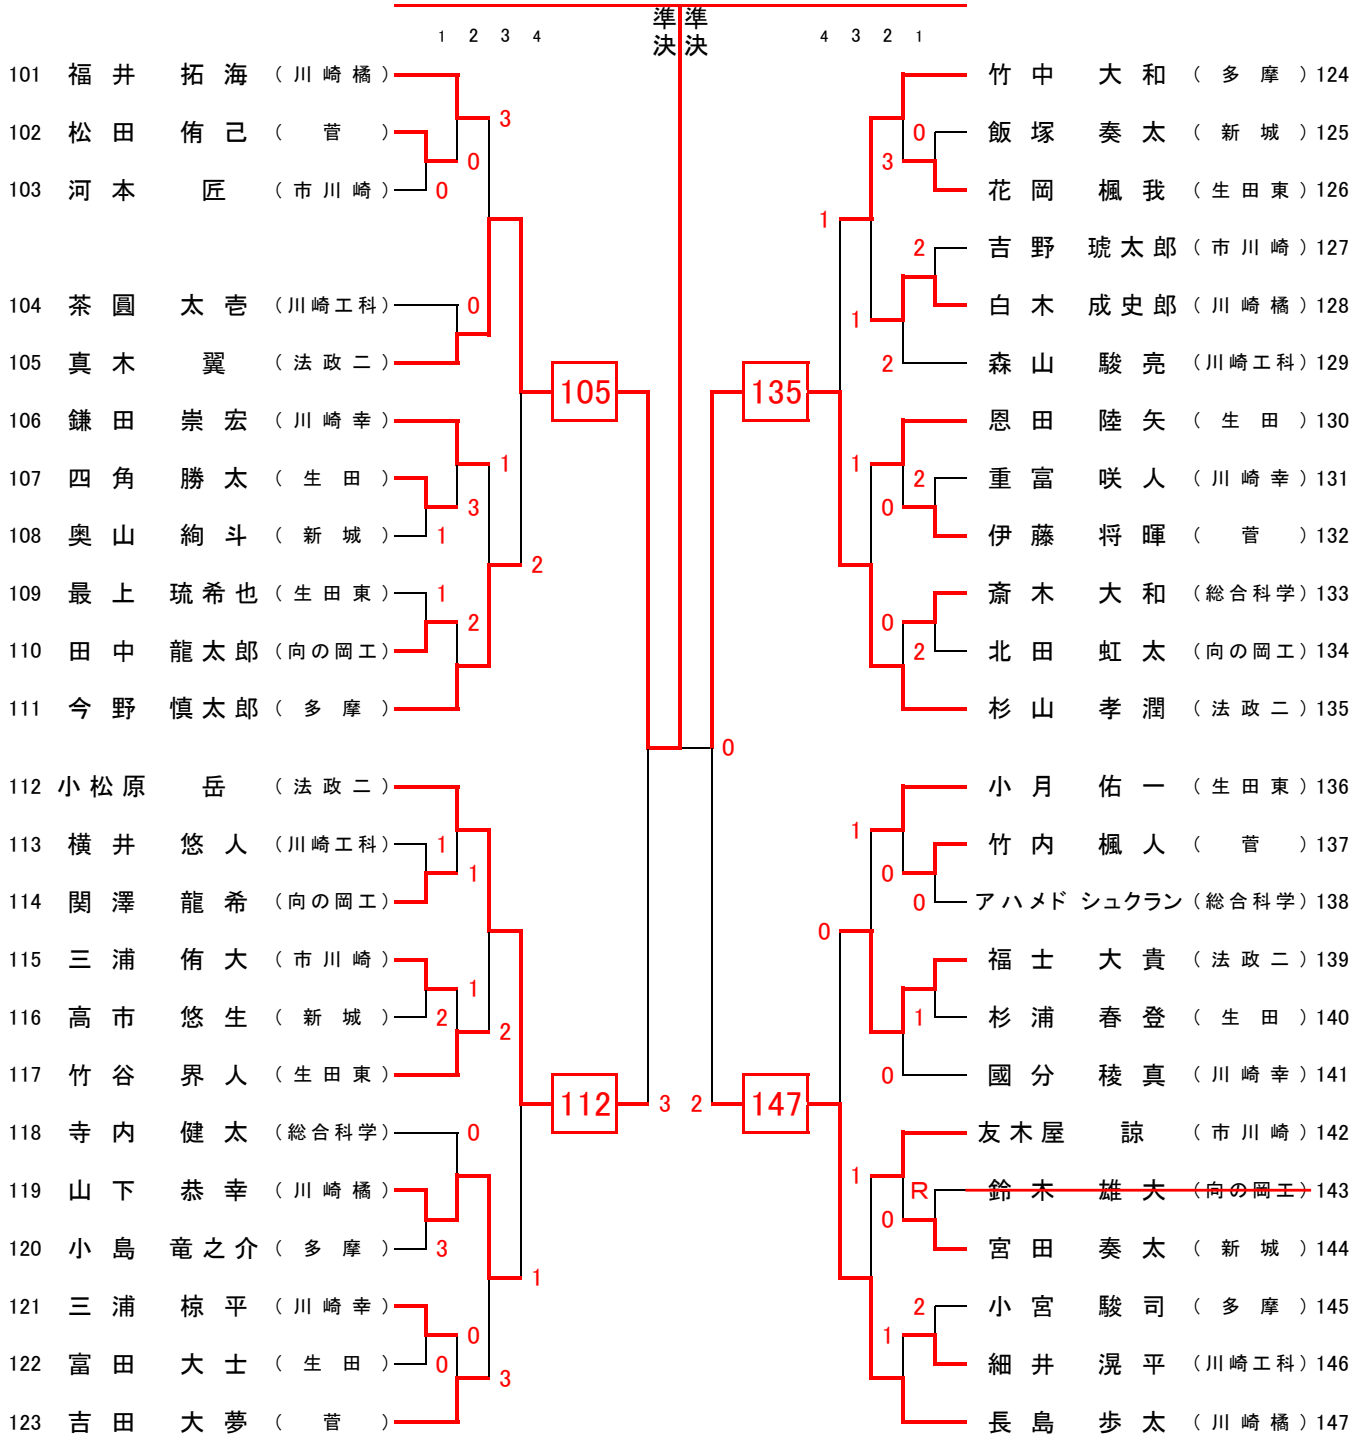 準決 準決
1 2 3 4
4 3 2 1
101 福井 拓海 (川崎橘)
3
102 松田 侑己 (菅)
0
103 河本 匠 (市川崎)
0
104 茶圓 太壱 (川崎工科)
0
105 真木 翼 (法政二)
105
106 鎌田 崇宏 (川崎幸)
1
107 四角 勝太 (生田)
3
108 奥山 絢斗 (新城)
1
2
109 最上 琉希也 (生田東)
1
2
110 田中 龍太郎 (向の岡工)
111 今野 慎太郎 (多摩)
112 小松原 岳 (法政二)
113 横井 悠人 (川崎工科)
1
1
114 関澤 龍希 (向の岡工)
115 三浦 侑大 (市川崎)
1
116 高市 悠生 (新城)
2
2
117 竹谷 界人 (生田東)
112
3
118 寺内 健太 (総合科学)
0
119 山下 恭幸 (川崎橘)
120 小島 竜之介 (多摩)
3
1
121 三浦 椋平 (川崎幸)
0
122 富田 大士 (生田)
0
3
123 吉田 大夢 (菅)
竹中 大和 (多摩) 124
0
飯塚 奏太 (新城) 125
3
花岡 楓我 (生田東) 126
1
2
吉野 琥太郎 (市川崎) 127
白木 成史郎 (川崎橘) 128
1
2
森山 駿亮 (川崎工科) 129
135
恩田 陸矢 (生田) 130
1
2
重富 咲人 (川崎幸) 131
0
伊藤 将暉 (菅) 132
斎木 大和 (総合科学) 133
0
2
北田 虹太 (向の岡工) 134
杉山 孝潤 (法政二) 135
0
小月 佑一 (生田東) 136
1
竹内 楓人 (菅) 137
0
0
アハメド シュクラン (総合科学) 138
0
福士 大貴 (法政二) 139
1
杉浦 春登 (生田) 140
0
國分 稜真 (川崎幸) 141
2
147
友木屋 諒 (市川崎) 142
1
R
鈴木 雄大 (向の岡工) 143
0
宮田 奏太 (新城) 144
2
小宮 駿司 (多摩) 145
1
細井 滉平 (川崎工科) 146
長島 歩太 (川崎橘) 147